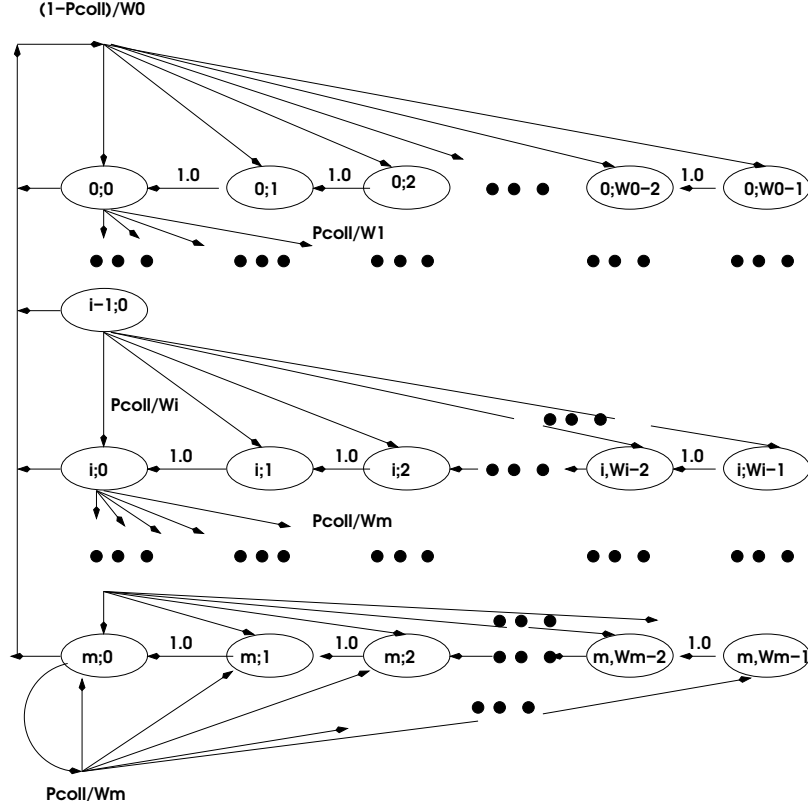 (1−Pcoll)/W0
0;0 1.0 0;1 1.0 0;2 0;W0−2 1.0 0;W0−1
Pcoll/W1
i−1;0
Pcoll/Wi
i;0 1.0 i;1 1.0 i;2 i,Wi−2 1.0 i;Wi−1
Pcoll/Wm
m;0 1.0 m;1 1.0 m;2 m,Wm−2 1.0 m,Wm−1
Pcoll/Wm